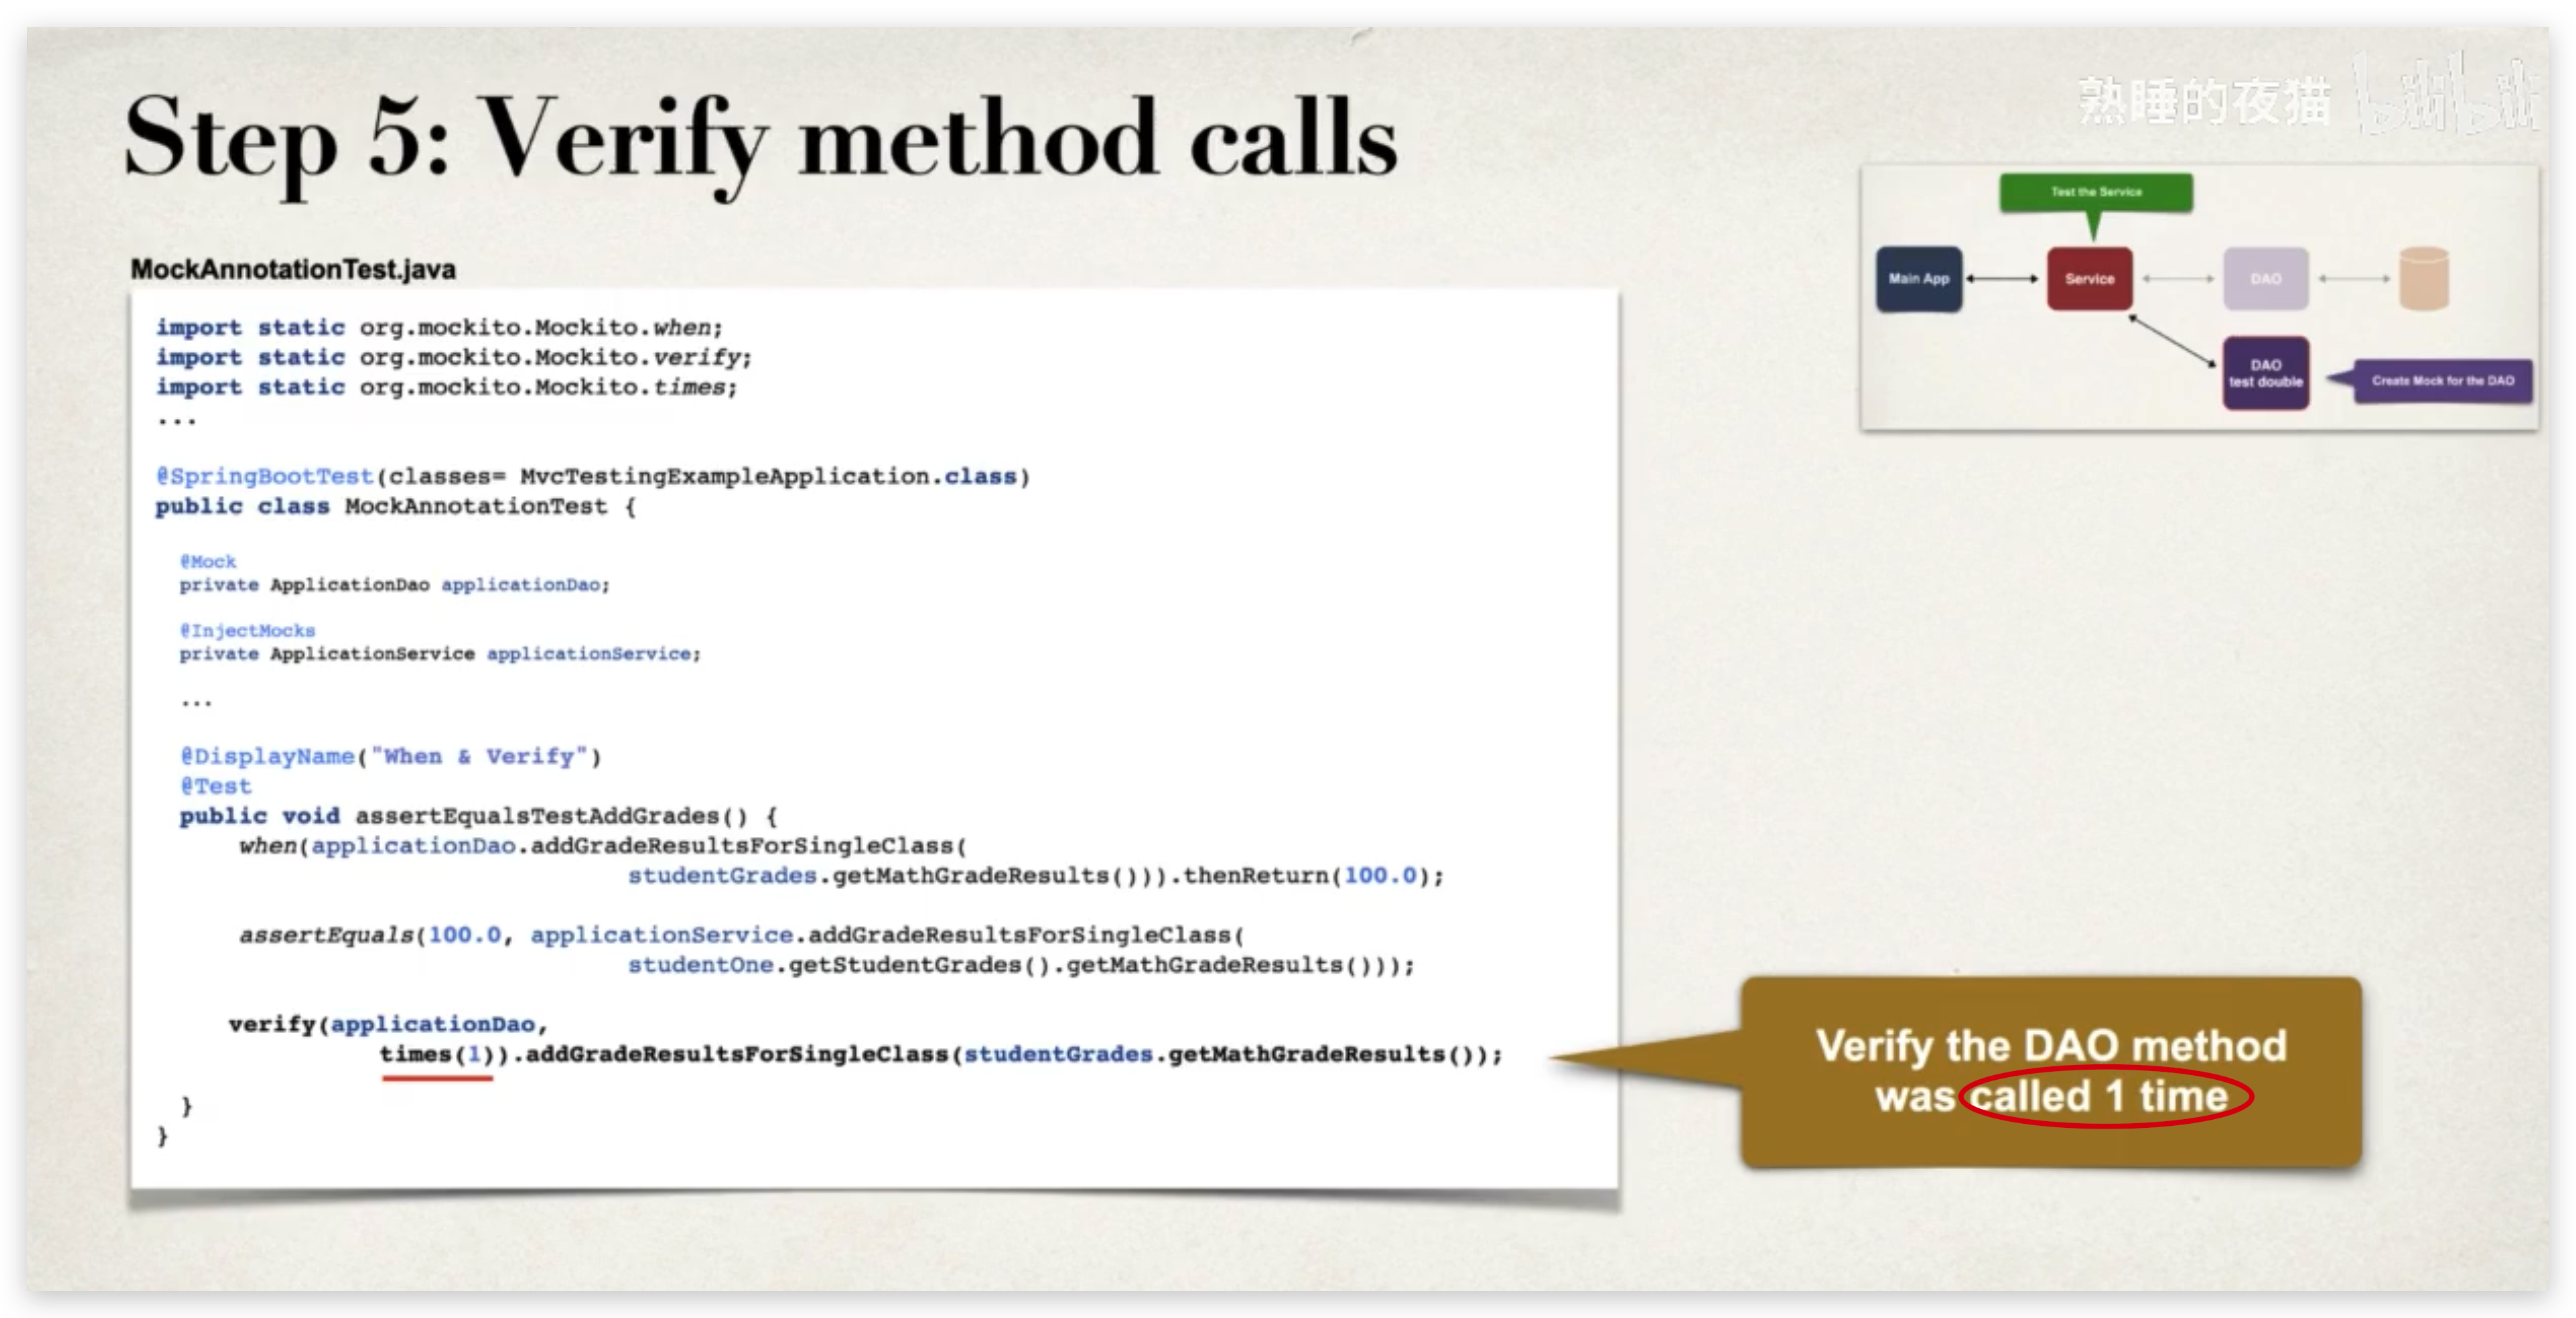 熟睡的夜猫 bilibili
Step 5: Verify method calls
Test the Service
Main App
Service
DAO
DAO
test double
Create Mock for the DAO
MockAnnotationTest.java
import static org.mockito.Mockito.when;
import static org.mockito.Mockito.verify;
import static org.mockito.Mockito.times;
...
@SpringBootTest(classes= MvcTestingExampleApplication.class)
public class MockAnnotationTest {
@Mock
private ApplicationDao applicationDao;
@InjectMocks
private ApplicationService applicationService;
...
@DisplayName("When & Verify")
@Test
public void assertEqualsTestAddGrades() {
when(applicationDao.addGradeResultsForSingleClass(
studentGrades.getMathGradeResults())).thenReturn(100.0);
assertEquals(100.0, applicationService.addGradeResultsForSingleClass(
studentOne.getStudentGrades().getMathGradeResults()));
verify(applicationDao,
times(1)).addGradeResultsForSingleClass(studentGrades.getMathGradeResults());
}
}
Verify the DAO method
was called 1 time